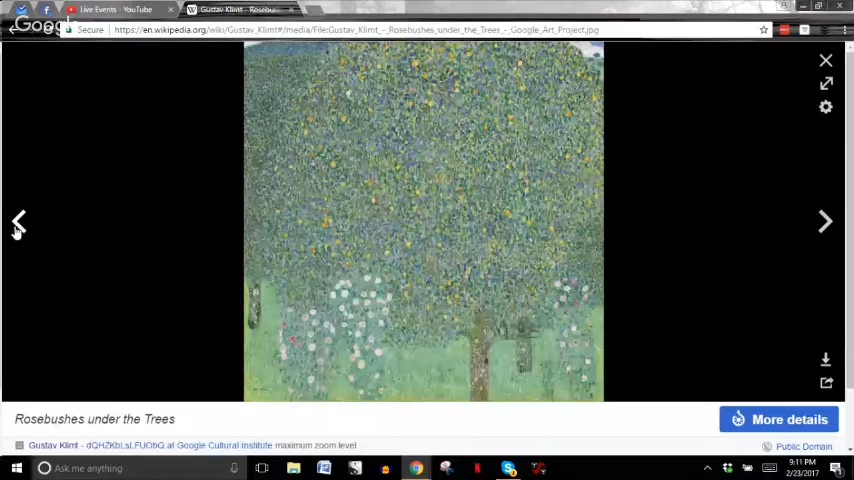 Live Events - YouTube
Gustav Klimt - Rosebus
Google
Secure
https://en.wikipedia.org/wiki/Gustav_Klimt#/media/File:Gustav_Klimt_-_Rosebushes_under_the_Trees_-_Google_Art_Project.jpg
Rosebushes under the Trees
More details
Gustav Klimt - dQHZKbLsLFUObQ at Google Cultural Institute maximum zoom level
Public Domain
Ask me anything
9:11 PM
2/23/2017